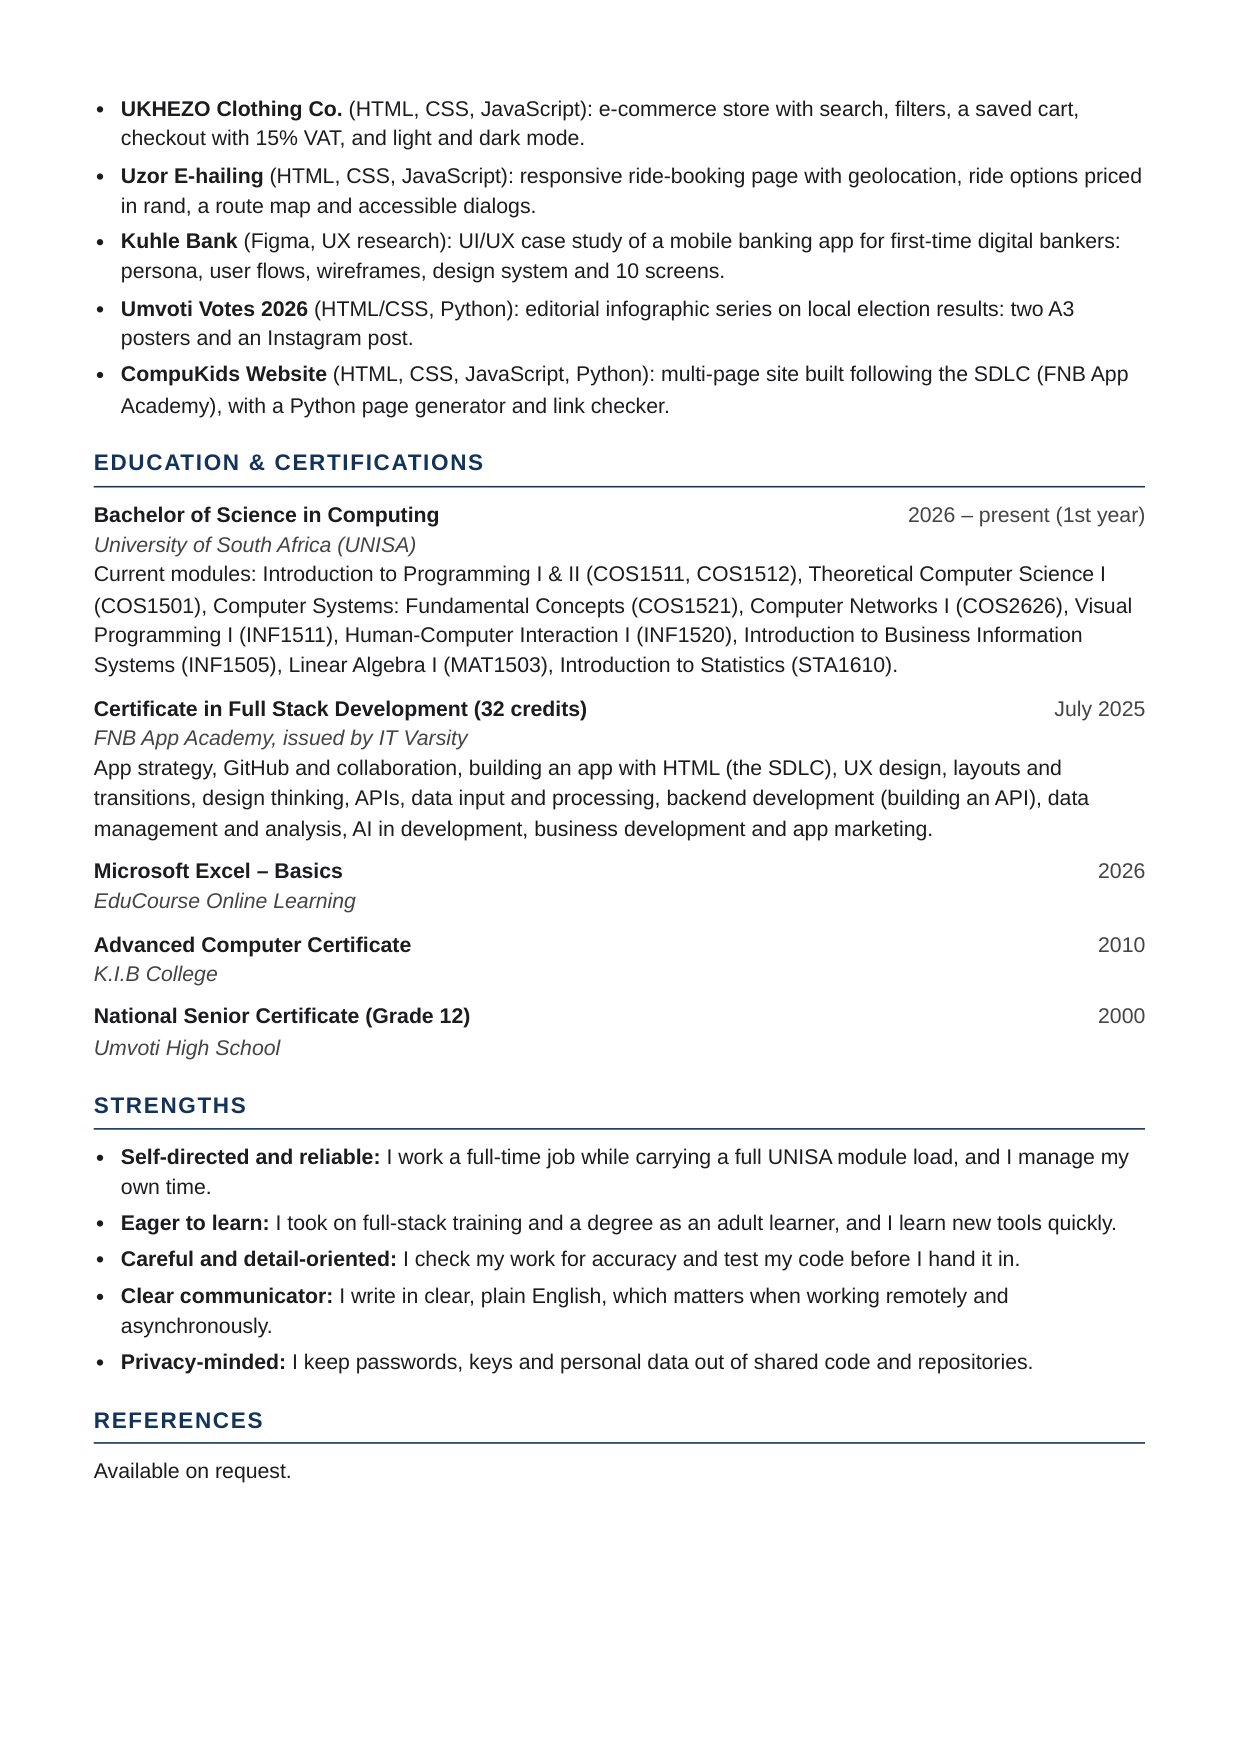 • UKHEZO Clothing Co. (HTML, CSS, JavaScript): e-commerce store with search, filters, a saved cart,
checkout with 15% VAT, and light and dark mode.
• Uzor E-hailing (HTML, CSS, JavaScript): responsive ride-booking page with geolocation, ride options priced
in rand, a route map and accessible dialogs.
• Kuhle Bank (Figma, UX research): UI/UX case study of a mobile banking app for first-time digital bankers:
persona, user flows, wireframes, design system and 10 screens.
• Umvoti Votes 2026 (HTML/CSS, Python): editorial infographic series on local election results: two A3
posters and an Instagram post.
• CompuKids Website (HTML, CSS, JavaScript, Python): multi-page site built following the SDLC (FNB App
Academy), with a Python page generator and link checker.
EDUCATION & CERTIFICATIONS
Bachelor of Science in Computing 2026 – present (1st year)
University of South Africa (UNISA)
Current modules: Introduction to Programming I & II (COS1511, COS1512), Theoretical Computer Science I
(COS1501), Computer Systems: Fundamental Concepts (COS1521), Computer Networks I (COS2626), Visual
Programming I (INF1511), Human-Computer Interaction I (INF1520), Introduction to Business Information
Systems (INF1505), Linear Algebra I (MAT1503), Introduction to Statistics (STA1610).
Certificate in Full Stack Development (32 credits) July 2025
FNB App Academy, issued by IT Varsity
App strategy, GitHub and collaboration, building an app with HTML (the SDLC), UX design, layouts and
transitions, design thinking, APIs, data input and processing, backend development (building an API), data
management and analysis, AI in development, business development and app marketing.
Microsoft Excel – Basics 2026
EduCourse Online Learning
Advanced Computer Certificate 2010
K.I.B College
National Senior Certificate (Grade 12) 2000
Umvoti High School
STRENGTHS
• Self-directed and reliable: I work a full-time job while carrying a full UNISA module load, and I manage my
own time.
• Eager to learn: I took on full-stack training and a degree as an adult learner, and I learn new tools quickly.
• Careful and detail-oriented: I check my work for accuracy and test my code before I hand it in.
• Clear communicator: I write in clear, plain English, which matters when working remotely and
asynchronously.
• Privacy-minded: I keep passwords, keys and personal data out of shared code and repositories.
REFERENCES
Available on request.